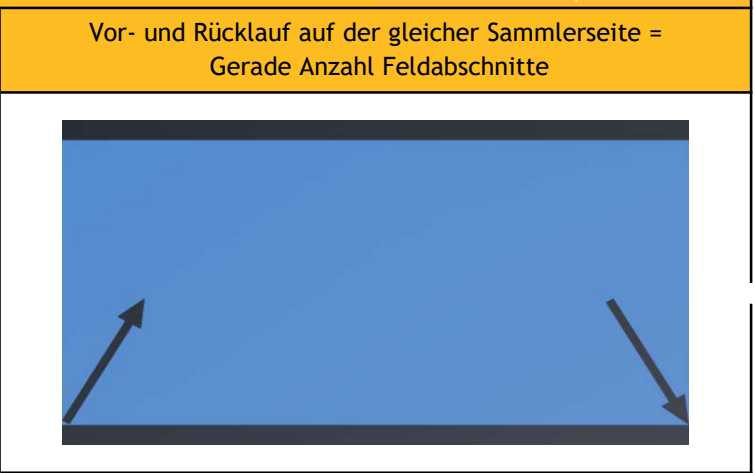 Vor- und Rücklauf auf der gleicher Sammlerseite =
Gerade Anzahl Feldabschnitte